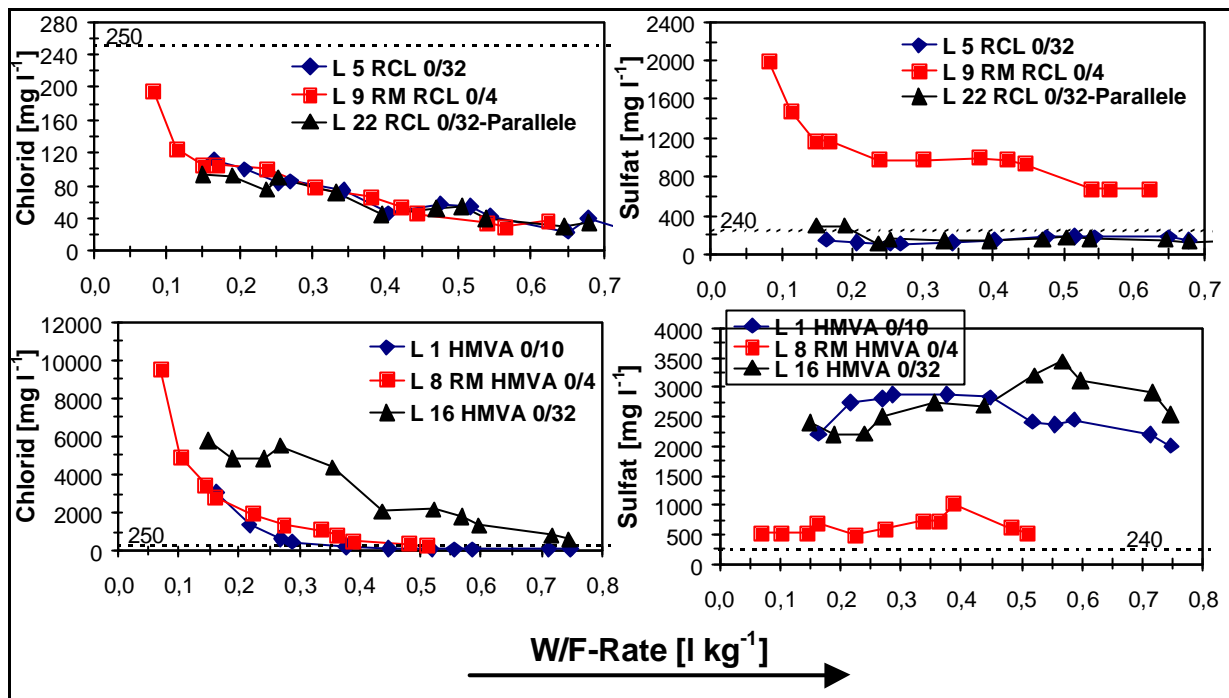 Chlorid [mg l⁻¹]
280
240
200
160
120
80
40
0
250
L 5 RCL 0/32
L 9 RM RCL 0/4
L 22 RCL 0/32-Parallele
0,0 0,1 0,2 0,3 0,4 0,5 0,6 0,7
Sulfat [mg l⁻¹]
2400
2000
1600
1200
800
400
0
240
L 5 RCL 0/32
L 9 RM RCL 0/4
L 22 RCL 0/32-Parallele
0,0 0,1 0,2 0,3 0,4 0,5 0,6 0,7
Chlorid [mg l⁻¹]
12000
10000
8000
6000
4000
2000
0
250
L 1 HMVA 0/10
L 8 RM HMVA 0/4
L 16 HMVA 0/32
0,0 0,1 0,2 0,3 0,4 0,5 0,6 0,7 0,8
Sulfat [mg l⁻¹]
4000
3500
3000
2500
2000
1500
1000
500
0
240
L 1 HMVA 0/10
L 8 RM HMVA 0/4
L 16 HMVA 0/32
0,0 0,1 0,2 0,3 0,4 0,5 0,6 0,7 0,8
W/F-Rate [l kg⁻¹]